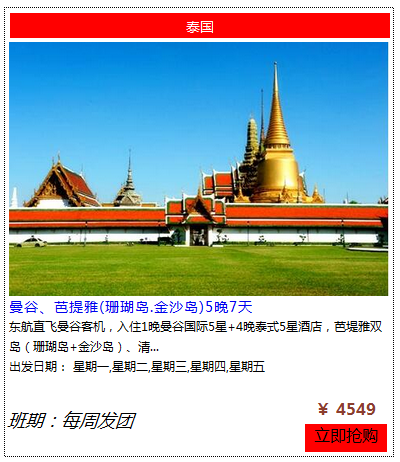 泰国
曼谷、芭提雅(珊瑚岛.金沙岛)5晚7天
东航直飞曼谷客机，入住1晚曼谷国际5星+4晚泰式5星酒店，芭堤雅双
岛（珊瑚岛+金沙岛）、清...
出发日期： 星期一,星期二,星期三,星期四,星期五
¥ 4549
班期：每周发团
立即抢购